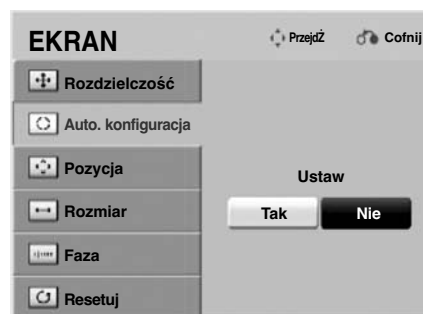 EKRAN
PrzejdŹ
Cofnij
Rozdzielczość
Auto. konfiguracja
Pozycja
Rozmiar
Faza
Resetuj
Ustaw
Tak
Nie